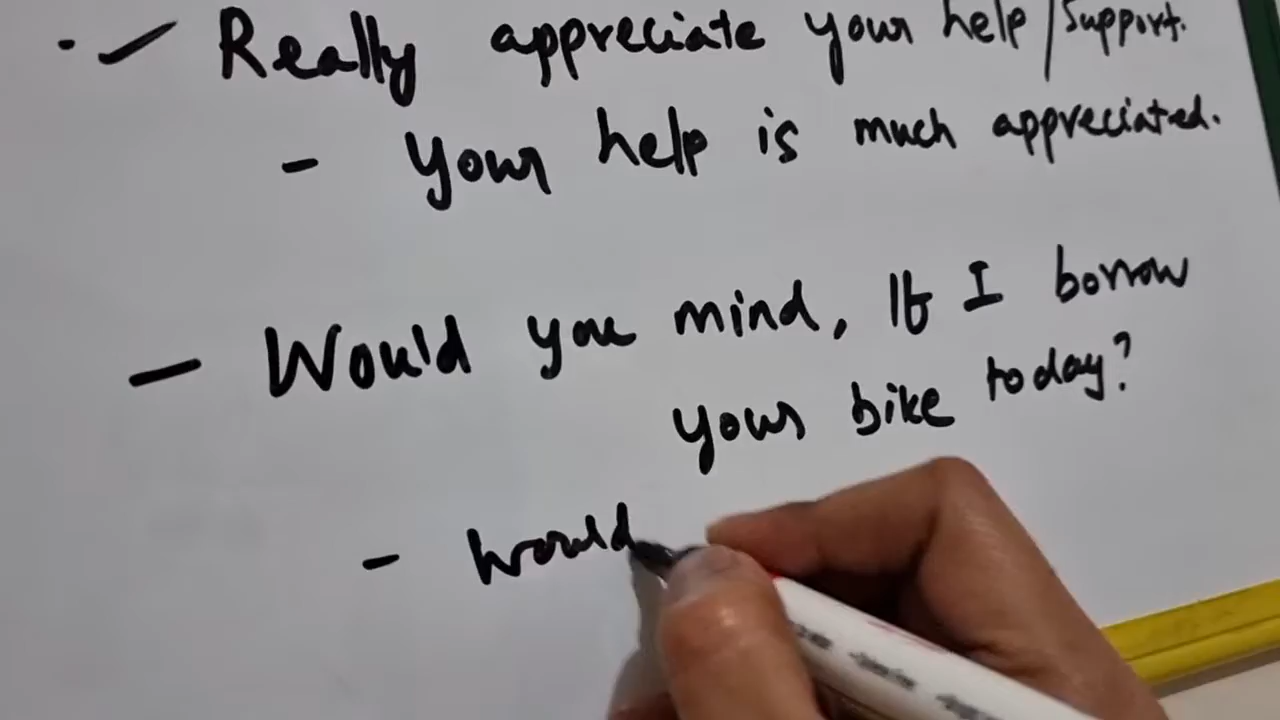 · ✓ Really appreciate your help/support.
- Your help is much appreciated.
- Would you mind, If I borrow
your bike today?
- Would